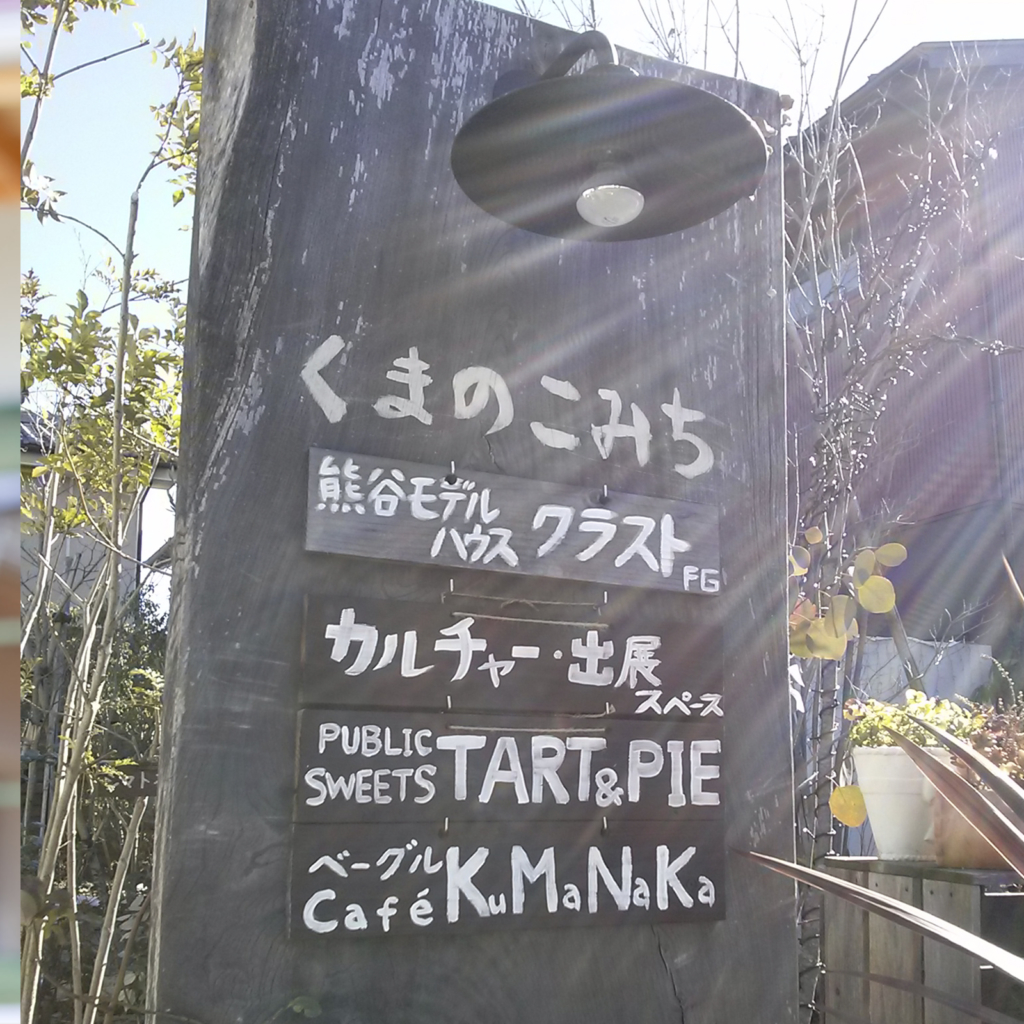 くまのこみち
熊谷モデルハウス クラスト FG
カルチャー・出展スペース
PUBLIC SWEETS TART&PIE
ベーグル Café KuMaNaKa